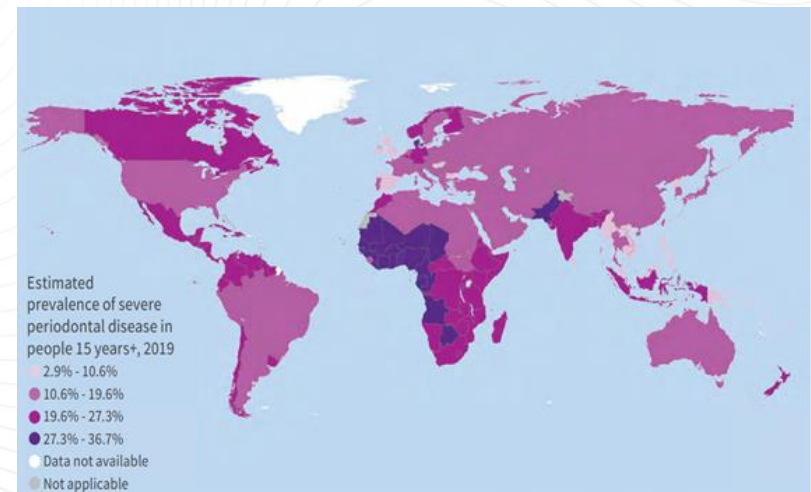 Estimated
prevalence of severe
periodontal disease in
people 15 years+, 2019
2.9% - 10.6%
10.6% - 19.6%
19.6% - 27.3%
27.3% - 36.7%
Data not available
Not applicable